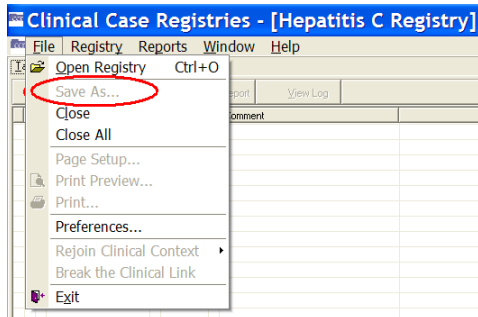 Clinical Case Registries - [Hepatitis C Registry]
File Registry Reports Window Help
Open Registry Ctrl+O
Save As...
eport View Log
Close
omment
Close All
Page Setup...
Print Preview...
Print...
Preferences...
Rejoin Clinical Context
Break the Clinical Link
Exit